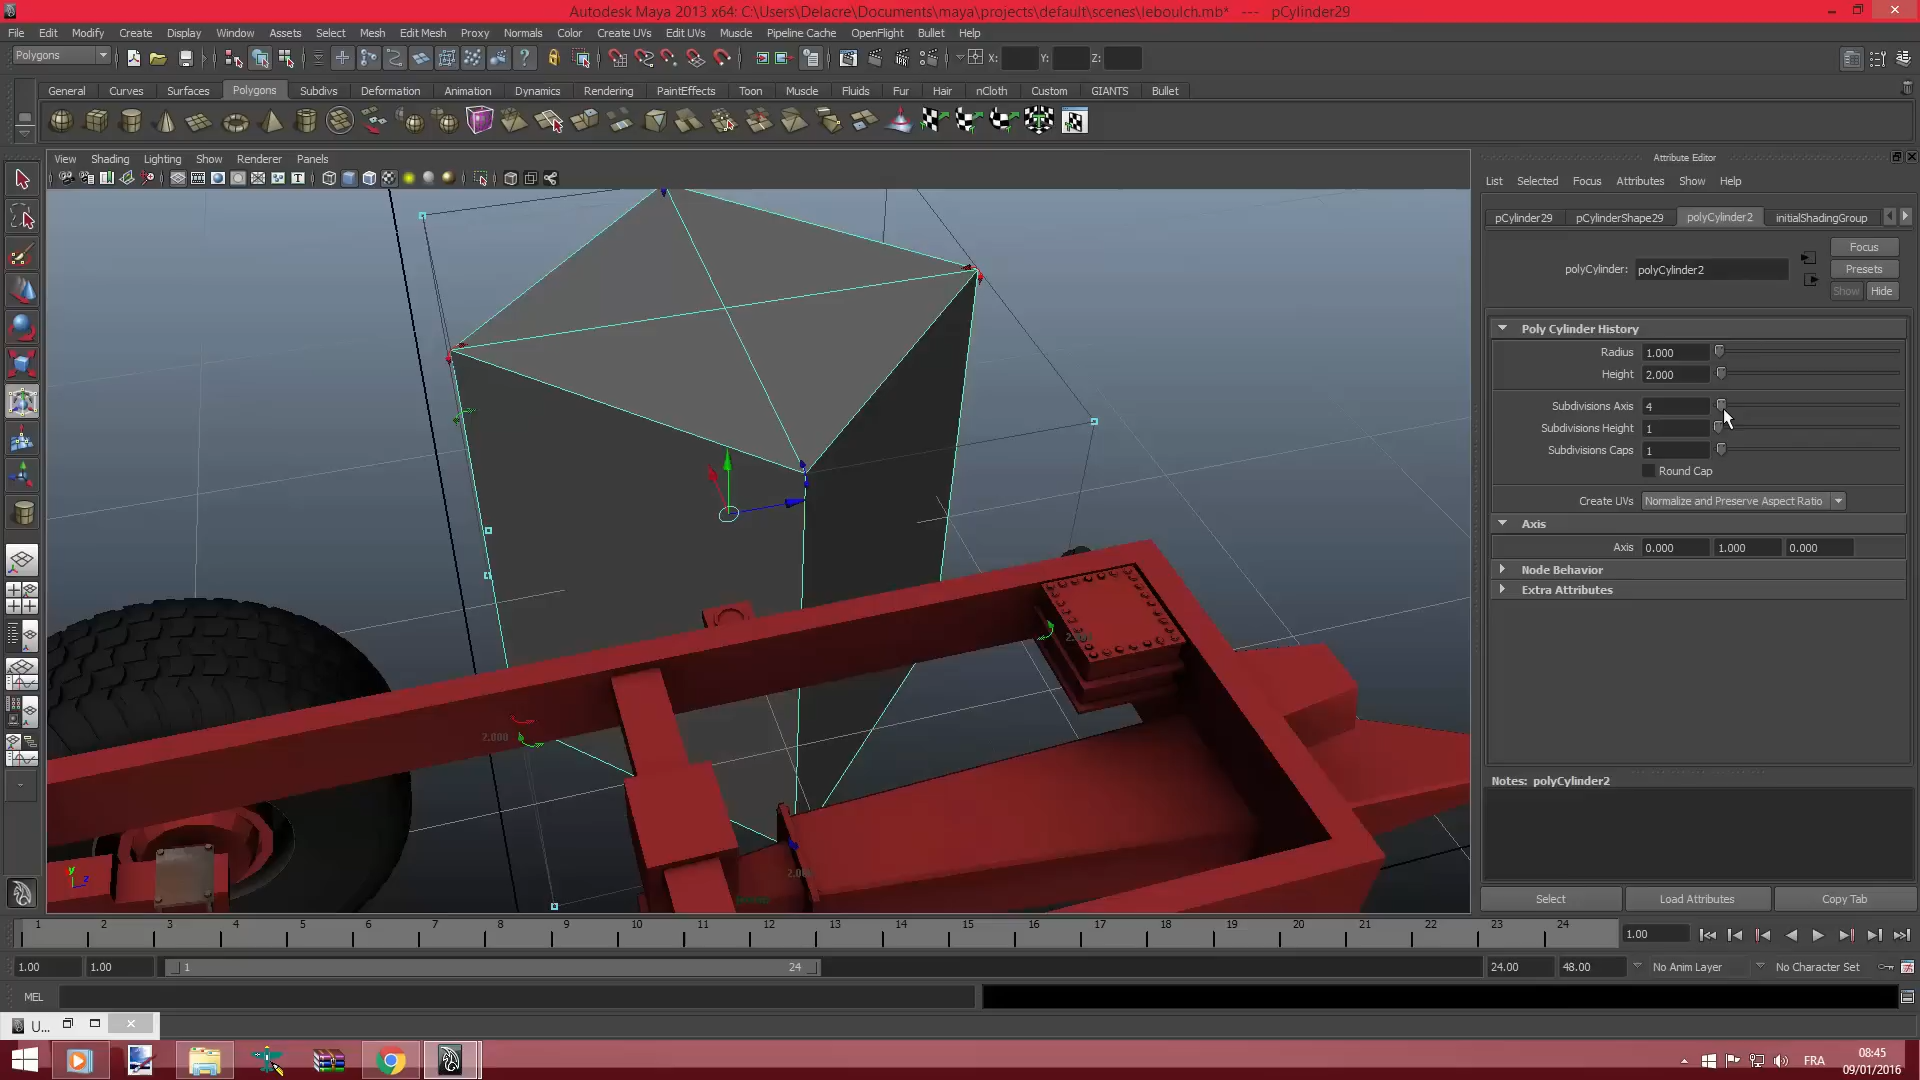 Autodesk Maya 2013 x64: C:\Users\Delacre\Documents\maya\projects\default\scenes\leboulch.mb* --- pCylinder29
File Edit Modify Create Display Window Assets Select Mesh Edit Mesh Proxy Normals Color Create UVs Edit UVs Muscle Pipeline Cache OpenFlight Bullet Help
Polygons X: Y: Z:
General Curves Surfaces Polygons Subdivs Deformation Animation Dynamics Rendering PaintEffects Toon Muscle Fluids Fur Hair nCloth Custom GIANTS Bullet
View Shading Lighting Show Renderer Panels
Attribute Editor
List Selected Focus Attributes Show Help
pCylinder29 pCylinderShape29 polyCylinder2 initialShadingGroup
Focus
polyCylinder: polyCylinder2 Presets
Show Hide
Poly Cylinder History
Radius 1.000
Height 2.000
Subdivisions Axis 4
Subdivisions Height 1
Subdivisions Caps 1
Round Cap
Create UVs Normalize and Preserve Aspect Ratio
Axis
Axis 0.000 1.000 0.000
Node Behavior
Extra Attributes
2.000
y z
Notes: polyCylinder2
Select Load Attributes Copy Tab
1 2 3 4 5 6 7 8 9 10 11 12 13 14 15 16 17 18 19 20 21 22 23 24 1.00
1.00 1.00 1 24 24.00 48.00 No Anim Layer No Character Set
MEL
U...
FRA 08:45
09/01/2016